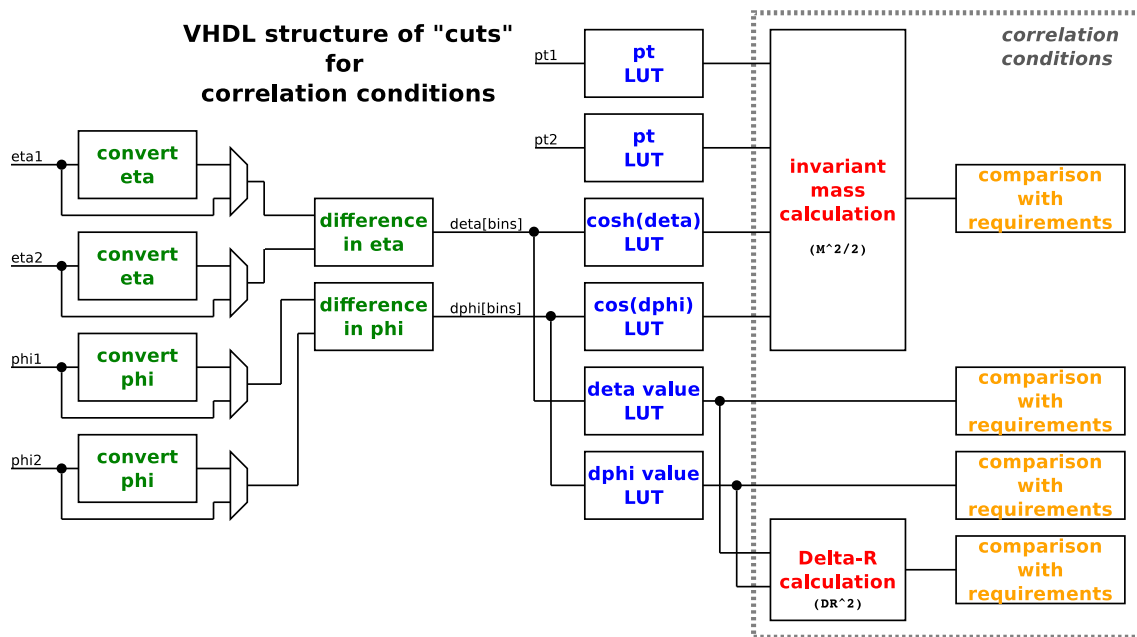 VHDL structure of "cuts"
for
correlation conditions
correlation
conditions
pt1
pt
LUT
pt2
pt
LUT
eta1
convert
eta
eta2
convert
eta
phi1
convert
phi
phi2
convert
phi
difference
in eta
difference
in phi
deta[bins]
dphi[bins]
cosh(deta)
LUT
cos(dphi)
LUT
deta value
LUT
dphi value
LUT
invariant
mass
calculation
(M^2/2)
Delta-R
calculation
(DR^2)
comparison
with
requirements
comparison
with
requirements
comparison
with
requirements
comparison
with
requirements